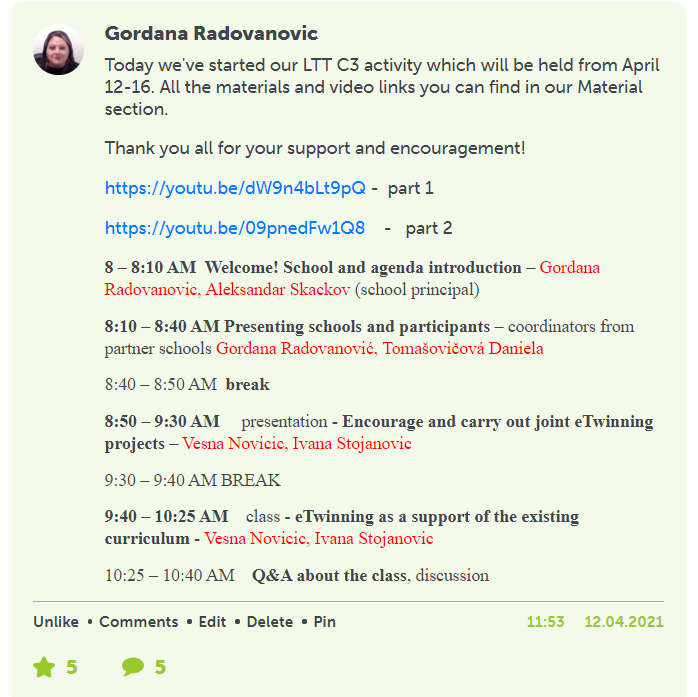 Gordana Radovanovic
Today we've started our LTT C3 activity which will be held from April
12-16. All the materials and video links you can find in our Material
section.
Thank you all for your support and encouragement!
https://youtu.be/dW9n4bLt9pQ - part 1
https://youtu.be/09pnedFw1Q8 - part 2
8 – 8:10 AM Welcome! School and agenda introduction – Gordana
Radovanovic, Aleksandar Skackov (school principal)
8:10 – 8:40 AM Presenting schools and participants – coordinators from
partner schools Gordana Radovanović, Tomašovičová Daniela
8:40 – 8:50 AM break
8:50 – 9:30 AM presentation - Encourage and carry out joint eTwinning
projects – Vesna Novicic, Ivana Stojanovic
9:30 – 9:40 AM BREAK
9:40 – 10:25 AM class - eTwinning as a support of the existing
curriculum - Vesna Novicic, Ivana Stojanovic
10:25 – 10:40 AM Q&A about the class, discussion
Unlike • Comments • Edit • Delete • Pin 11:53 12.04.2021
5 5